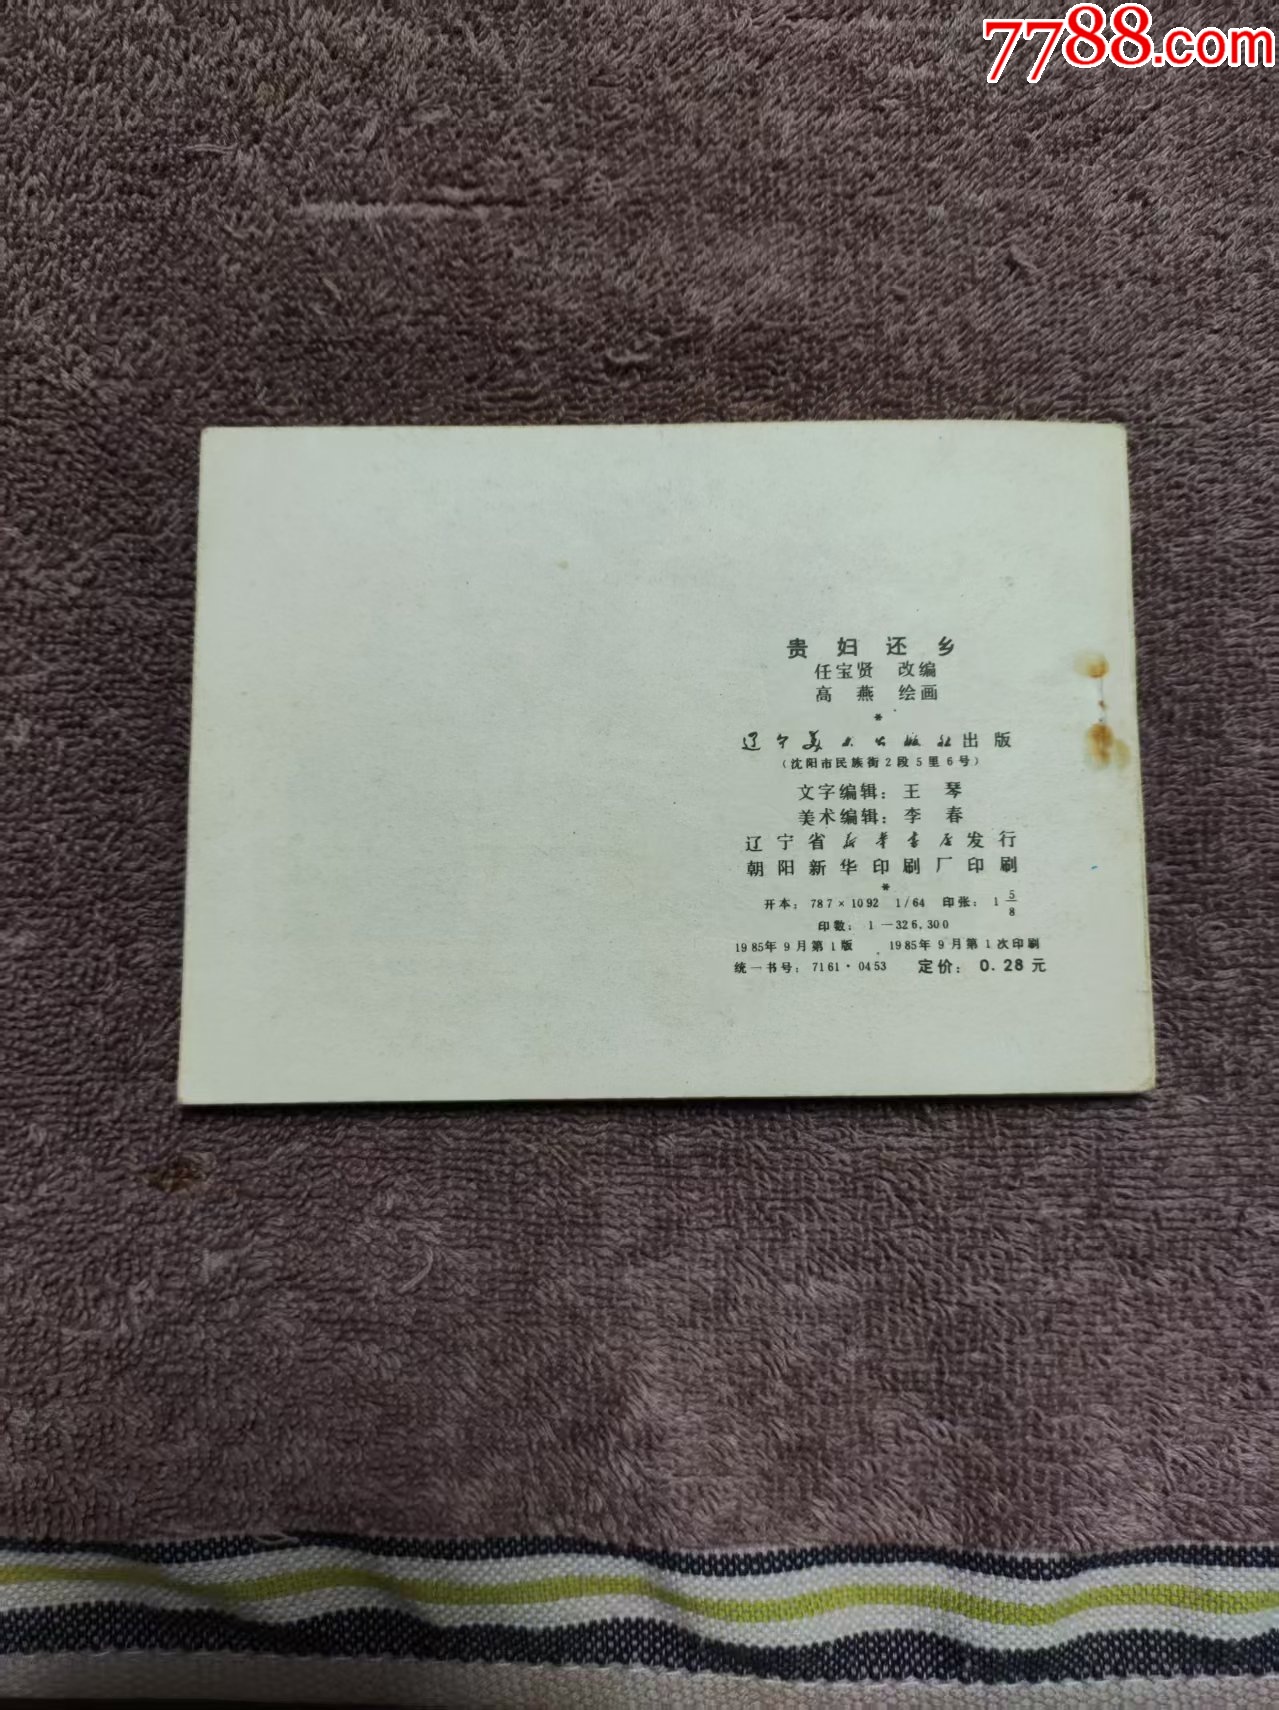 7788.com
贵妇还乡
任宝贤 改编
高燕 绘画
*
辽宁美术出版社出版
(沈阳市民族街2段5里6号)
文字编辑：王琴
美术编辑：李春
辽宁省新华书店发行
朝阳新华印刷厂印刷
*
开本：787×1092 1/64 印张：1 5/8
印数：1—326,300
1985年9月第1版 1985年9月第1次印刷
统一书号：7161·0453 定价：0.28元